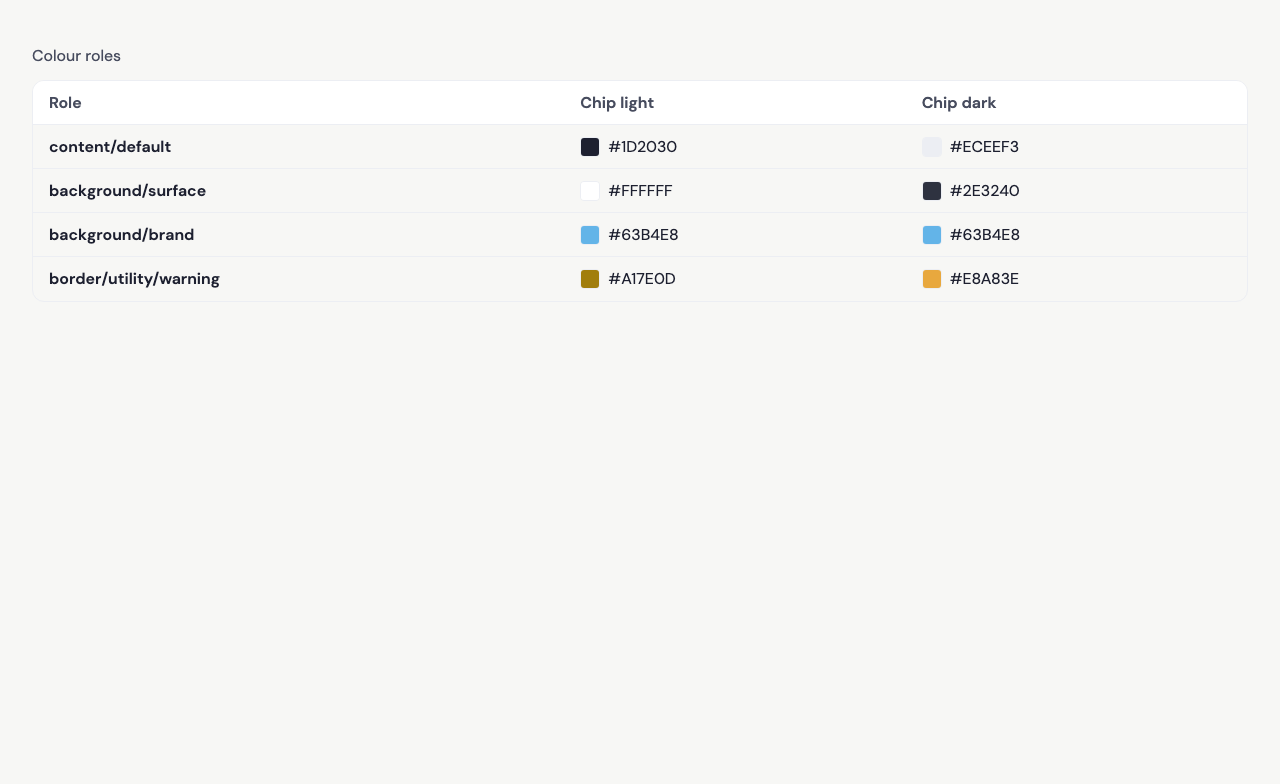 Colour roles
Role Chip light Chip dark
content/default #1D2030 #ECEEF3
background/surface #FFFFFF #2E3240
background/brand #63B4E8 #63B4E8
border/utility/warning #A17E0D #E8A83E